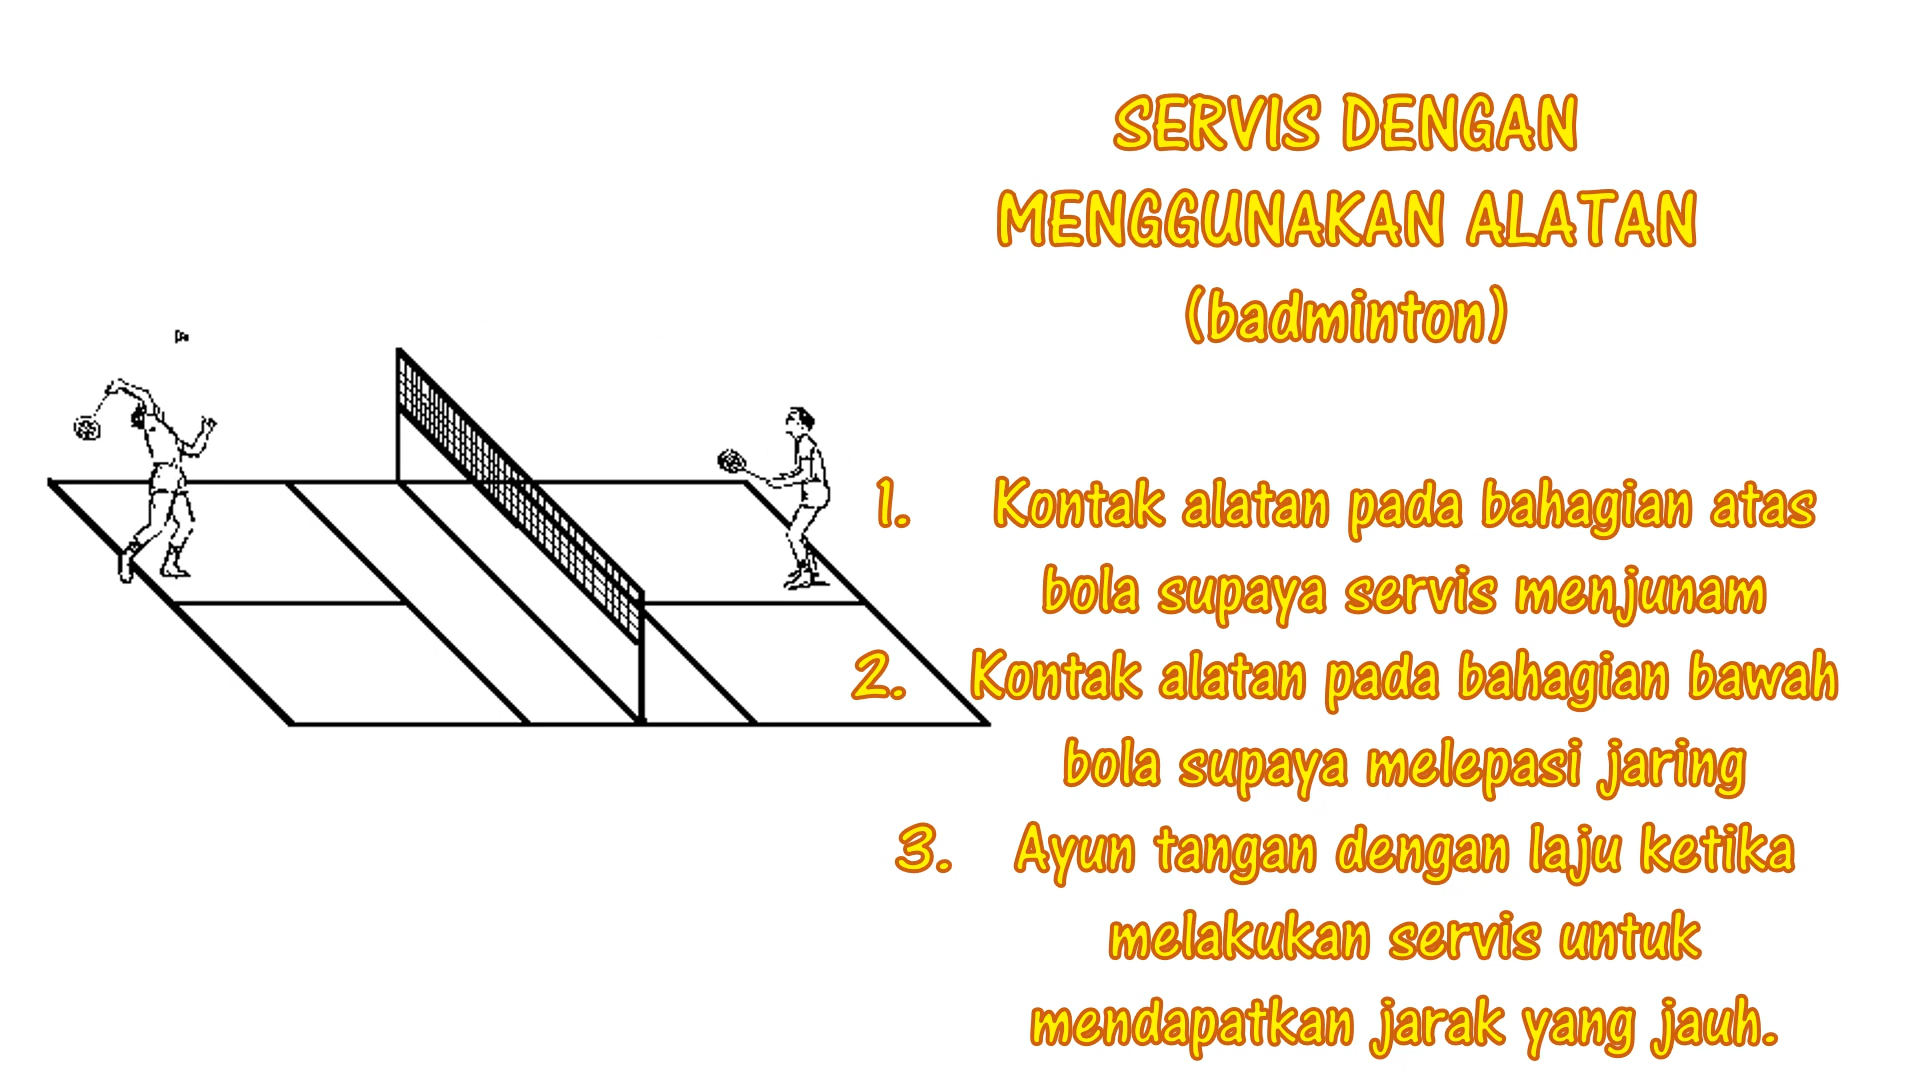 SERVIS DENGAN
MENGGUNAKAN ALATAN
(badminton)
1. Kontak alatan pada bahagian atas
bola supaya servis menjunam
2. Kontak alatan pada bahagian bawah
bola supaya melepasi jaring
3. Ayun tangan dengan laju ketika
melakukan servis untuk
mendapatkan jarak yang jauh.